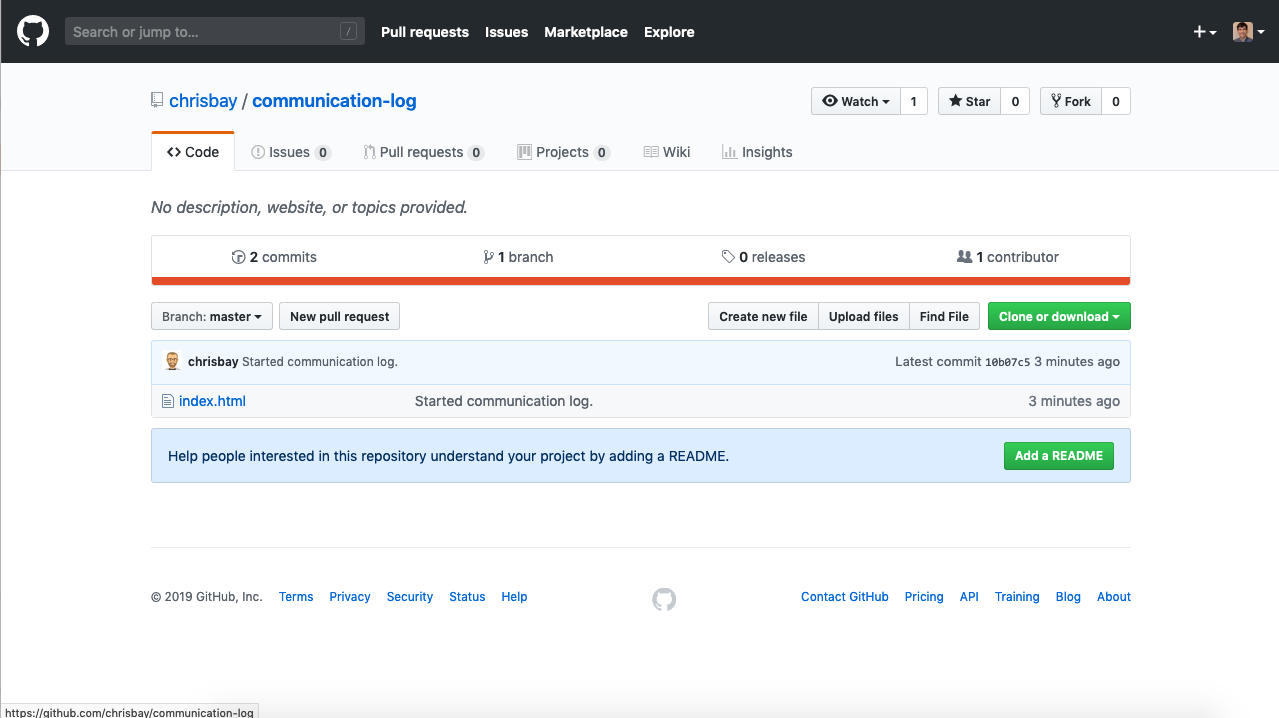 Search or jump to… / Pull requests Issues Marketplace Explore
chrisbay / communication-log Watch 1 Star 0 Fork 0
Code Issues 0 Pull requests 0 Projects 0 Wiki Insights
No description, website, or topics provided.
2 commits 1 branch 0 releases 1 contributor
Branch: master New pull request Create new file Upload files Find File Clone or download
chrisbay Started communication log. Latest commit 10b07c5 3 minutes ago
index.html Started communication log. 3 minutes ago
Help people interested in this repository understand your project by adding a README. Add a README
© 2019 GitHub, Inc. Terms Privacy Security Status Help Contact GitHub Pricing API Training Blog About
https://github.com/chrisbay/communication-log